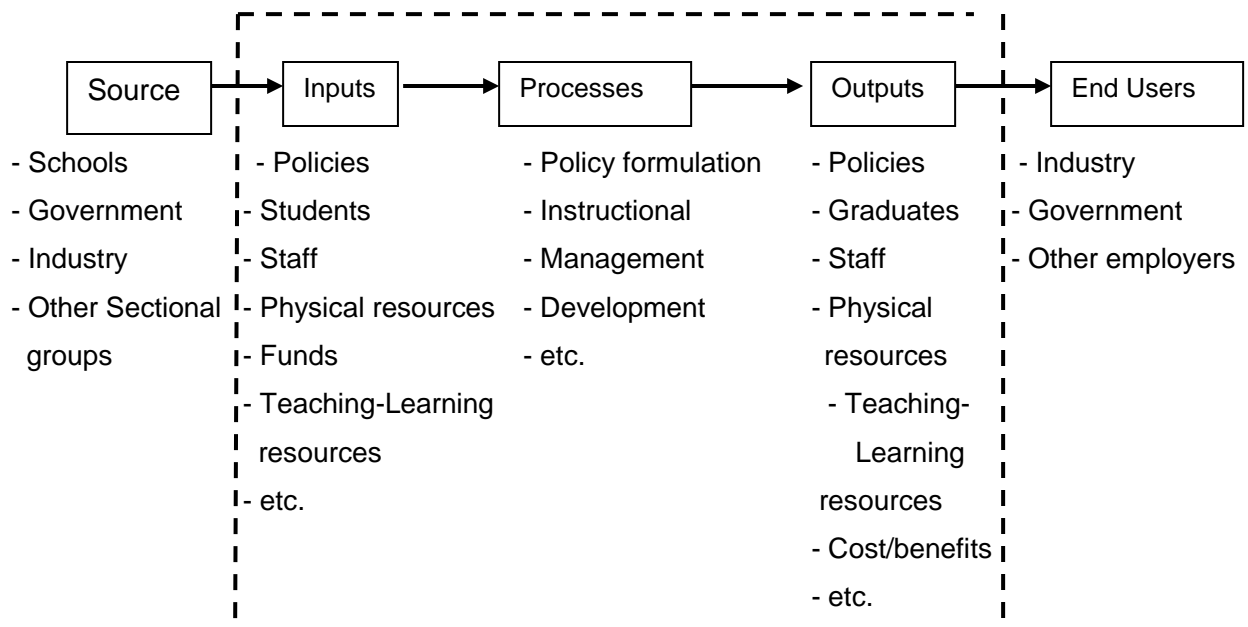 Source
Inputs
Processes
Outputs
End Users
- Schools
- Government
- Industry
- Other Sectional
groups
- Policies
- Students
- Staff
- Physical resources
- Funds
- Teaching-Learning
resources
- etc.
- Policy formulation
- Instructional
- Management
- Development
- etc.
- Policies
- Graduates
- Staff
- Physical
resources
- Teaching-
Learning
resources
- Cost/benefits
- etc.
- Industry
- Government
- Other employers